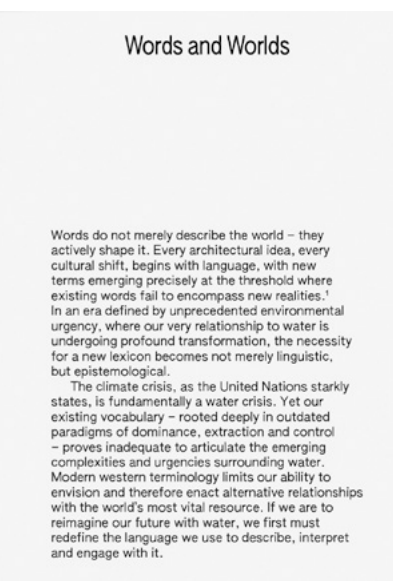 Words and Worlds
Words do not merely describe the world – they
actively shape it. Every architectural idea, every
cultural shift, begins with language, with new
terms emerging precisely at the threshold where
existing words fail to encompass new realities.¹
In an era defined by unprecedented environmental
urgency, where our very relationship to water is
undergoing profound transformation, the necessity
for a new lexicon becomes not merely linguistic,
but epistemological.
The climate crisis, as the United Nations starkly
states, is fundamentally a water crisis. Yet our
existing vocabulary – rooted deeply in outdated
paradigms of dominance, extraction and control
– proves inadequate to articulate the emerging
complexities and urgencies surrounding water.
Modern western terminology limits our ability to
envision and therefore enact alternative relationships
with the world's most vital resource. If we are to
reimagine our future with water, we first must
redefine the language we use to describe, interpret
and engage with it.